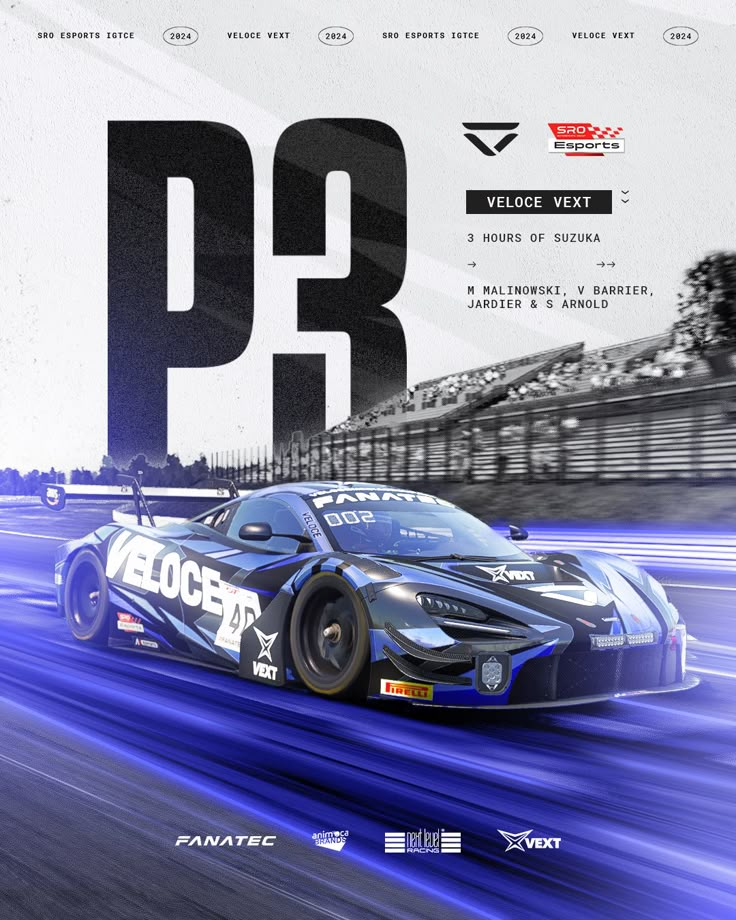 SRO ESPORTS IGTCE 2024 VELOCE VEXT 2024 SRO ESPORTS IGTCE 2024 VELOCE VEXT 2024
P3
SRO
Esports
VELOCE VEXT
3 HOURS OF SUZUKA
M MALINOWSKI, V BARRIER,
JARDIER & S ARNOLD
FANATEC
002
VELOCE
VEXT
VELOCE
VEXT
PIRELLI
FANATEC
animoca
BRANDS
next level
RACING
VEXT